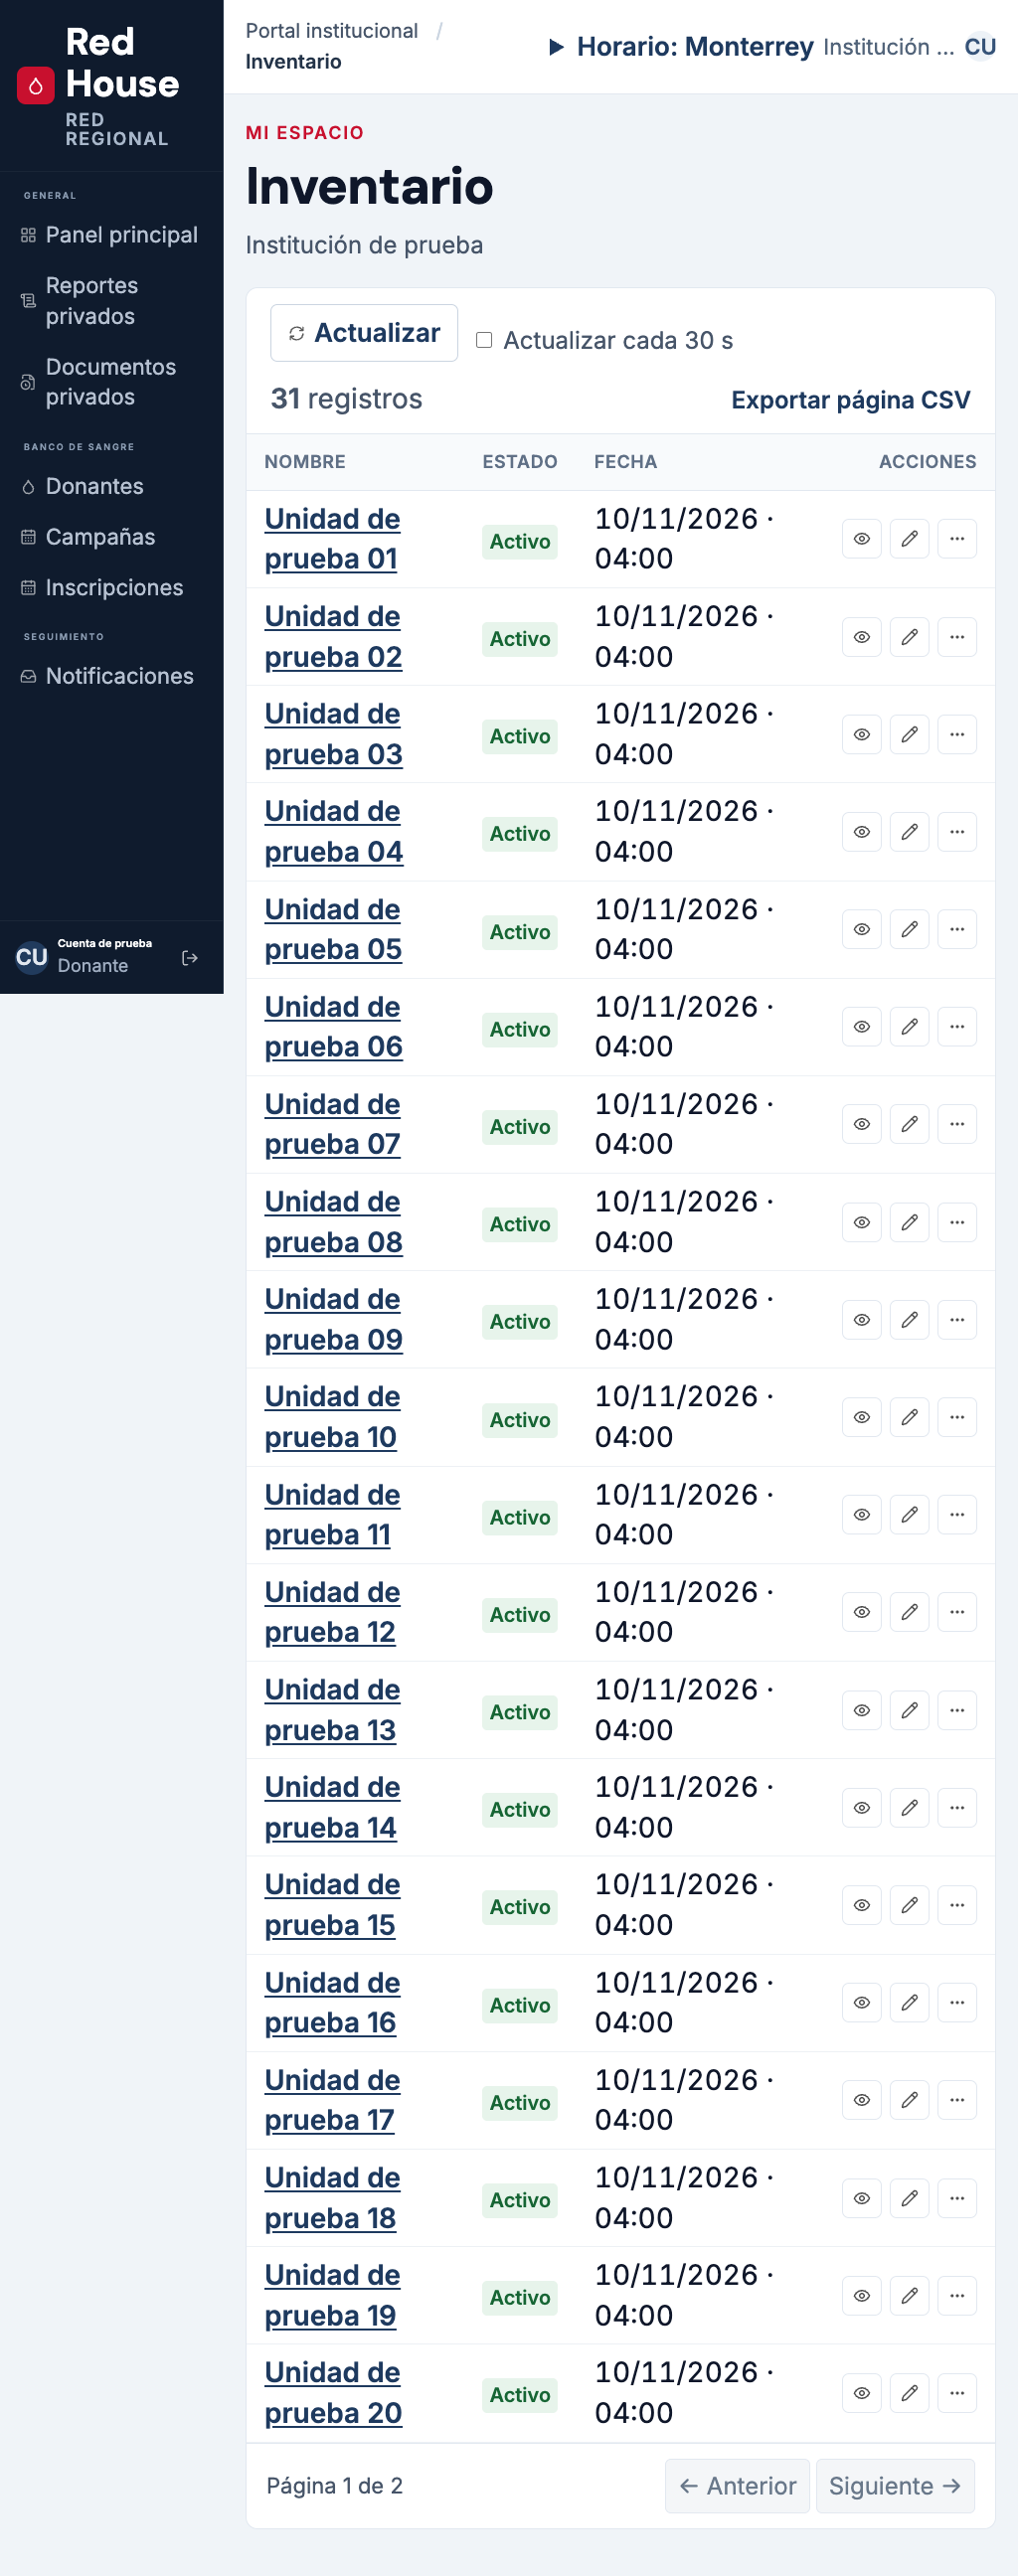 Red
House
RED
REGIONAL
GENERAL
Panel principal
Reportes
privados
Documentos
privados
BANCO DE SANGRE
Donantes
Campañas
Inscripciones
SEGUIMIENTO
Notificaciones
CU
Cuenta de prueba
Donante
Portal institucional /
Inventario
▶ Horario: Monterrey Institución ... CU
MI ESPACIO
Inventario
Institución de prueba
Actualizar
Actualizar cada 30 s
31 registros
Exportar página CSV
NOMBRE ESTADO FECHA ACCIONES
Unidad de
prueba 01
Activo
10/11/2026 ·
04:00
Unidad de
prueba 02
Activo
10/11/2026 ·
04:00
Unidad de
prueba 03
Activo
10/11/2026 ·
04:00
Unidad de
prueba 04
Activo
10/11/2026 ·
04:00
Unidad de
prueba 05
Activo
10/11/2026 ·
04:00
Unidad de
prueba 06
Activo
10/11/2026 ·
04:00
Unidad de
prueba 07
Activo
10/11/2026 ·
04:00
Unidad de
prueba 08
Activo
10/11/2026 ·
04:00
Unidad de
prueba 09
Activo
10/11/2026 ·
04:00
Unidad de
prueba 10
Activo
10/11/2026 ·
04:00
Unidad de
prueba 11
Activo
10/11/2026 ·
04:00
Unidad de
prueba 12
Activo
10/11/2026 ·
04:00
Unidad de
prueba 13
Activo
10/11/2026 ·
04:00
Unidad de
prueba 14
Activo
10/11/2026 ·
04:00
Unidad de
prueba 15
Activo
10/11/2026 ·
04:00
Unidad de
prueba 16
Activo
10/11/2026 ·
04:00
Unidad de
prueba 17
Activo
10/11/2026 ·
04:00
Unidad de
prueba 18
Activo
10/11/2026 ·
04:00
Unidad de
prueba 19
Activo
10/11/2026 ·
04:00
Unidad de
prueba 20
Activo
10/11/2026 ·
04:00
Página 1 de 2
← Anterior
Siguiente →